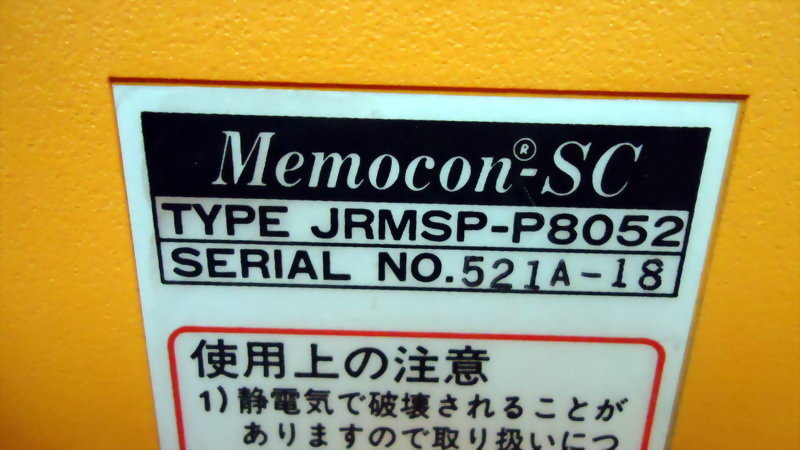 Memocon®-SC
TYPE JRMSP-P8052
SERIAL NO. 521A-18
使用上の注意
1) 静電気で破壊されることが
ありますので取り扱いにつ